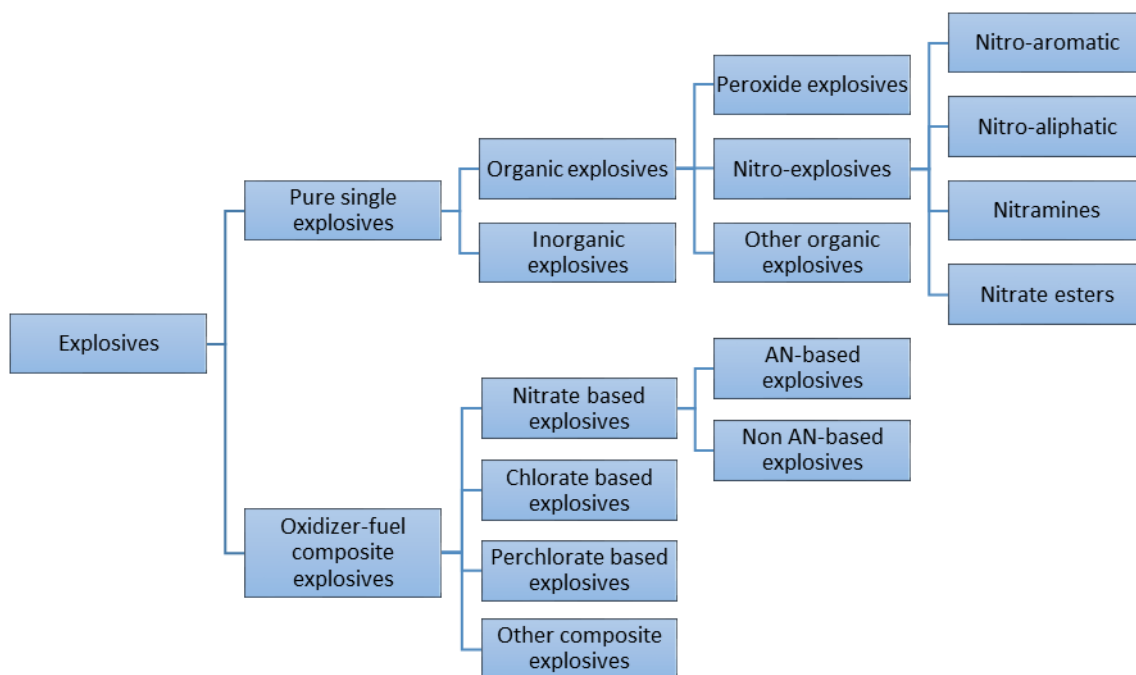 Explosives
Pure single
explosives
Organic explosives
Peroxide explosives
Nitro-explosives
Nitro-aromatic
Nitro-aliphatic
Nitramines
Nitrate esters
Other organic
explosives
Inorganic
explosives
Oxidizer-fuel
composite
explosives
Nitrate based
explosives
AN-based
explosives
Non AN-based
explosives
Chlorate based
explosives
Perchlorate based
explosives
Other composite
explosives